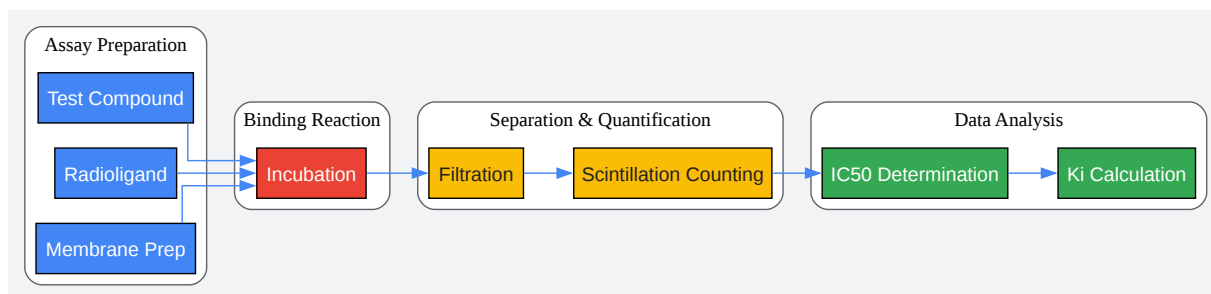 Assay Preparation
Test Compound
Radioligand
Membrane Prep
Binding Reaction
Incubation
Separation & Quantification
Filtration
Scintillation Counting
Data Analysis
IC50 Determination
Ki Calculation